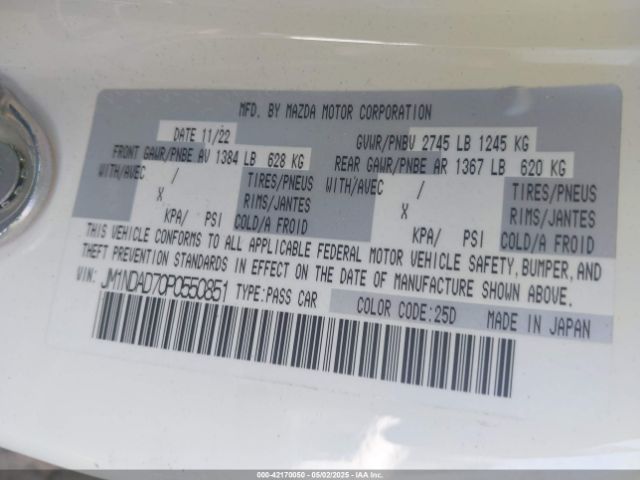 MFD. BY MAZDA MOTOR CORPORATION
DATE 11/22 GVWR/PNBV 2745 LB 1245 KG
FRONT GAWR/PNBE AV 1384 LB 628 KG REAR GAWR/PNBE AR 1367 LB 620 KG
WITH/AVEC / TIRES/PNEUS WITH/AVEC / TIRES/PNEUS
X RIMS/JANTES X RIMS/JANTES
KPA/ PSI COLD/A FROID KPA/ PSI COLD/A FROID
THIS VEHICLE CONFORMS TO ALL APPLICABLE FEDERAL MOTOR VEHICLE SAFETY, BUMPER, AND
THEFT PREVENTION STANDARDS IN EFFECT ON THE DATE OF MANUFACTURE SHOWN ABOVE.
VIN: JM1NDAD70P0550851 TYPE:PASS CAR COLOR CODE:25D MADE IN JAPAN
000-42170050 - 05/02/2025 - IAAI.COM